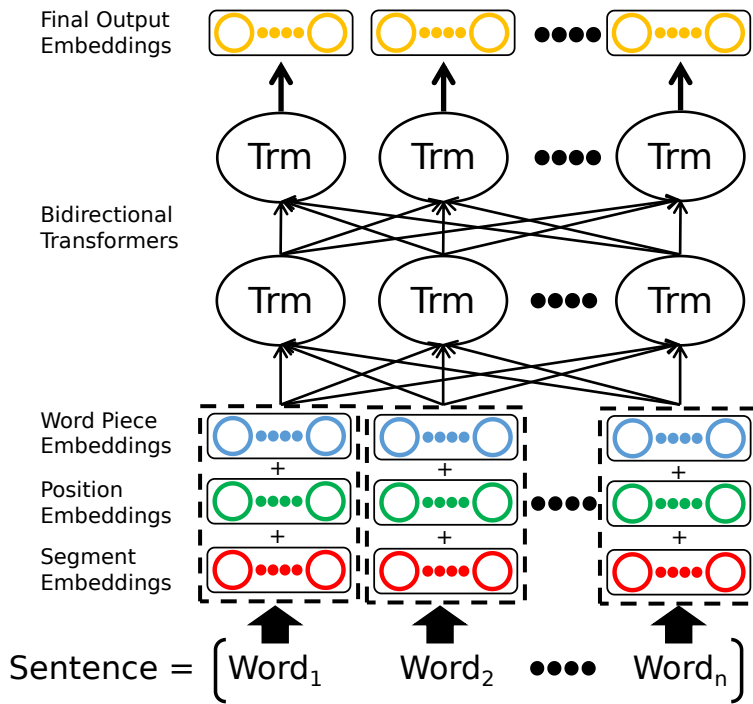 Final Output
Embeddings
Trm Trm Trm
Bidirectional
Transformers
Trm Trm Trm
Word Piece
Embeddings
+ + +
Position
Embeddings
+ + +
Segment
Embeddings
Sentence = [ Word₁ Word₂ Wordₙ ]